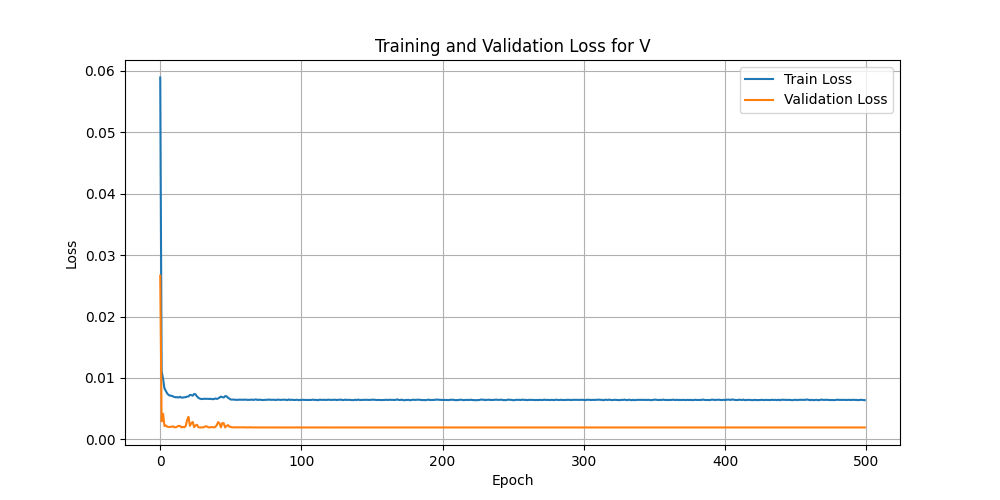 Training and Validation Loss for V
Train Loss
Validation Loss
0.06
0.05
0.04
0.03
0.02
0.01
0.00
Loss
0 100 200 300 400 500
Epoch